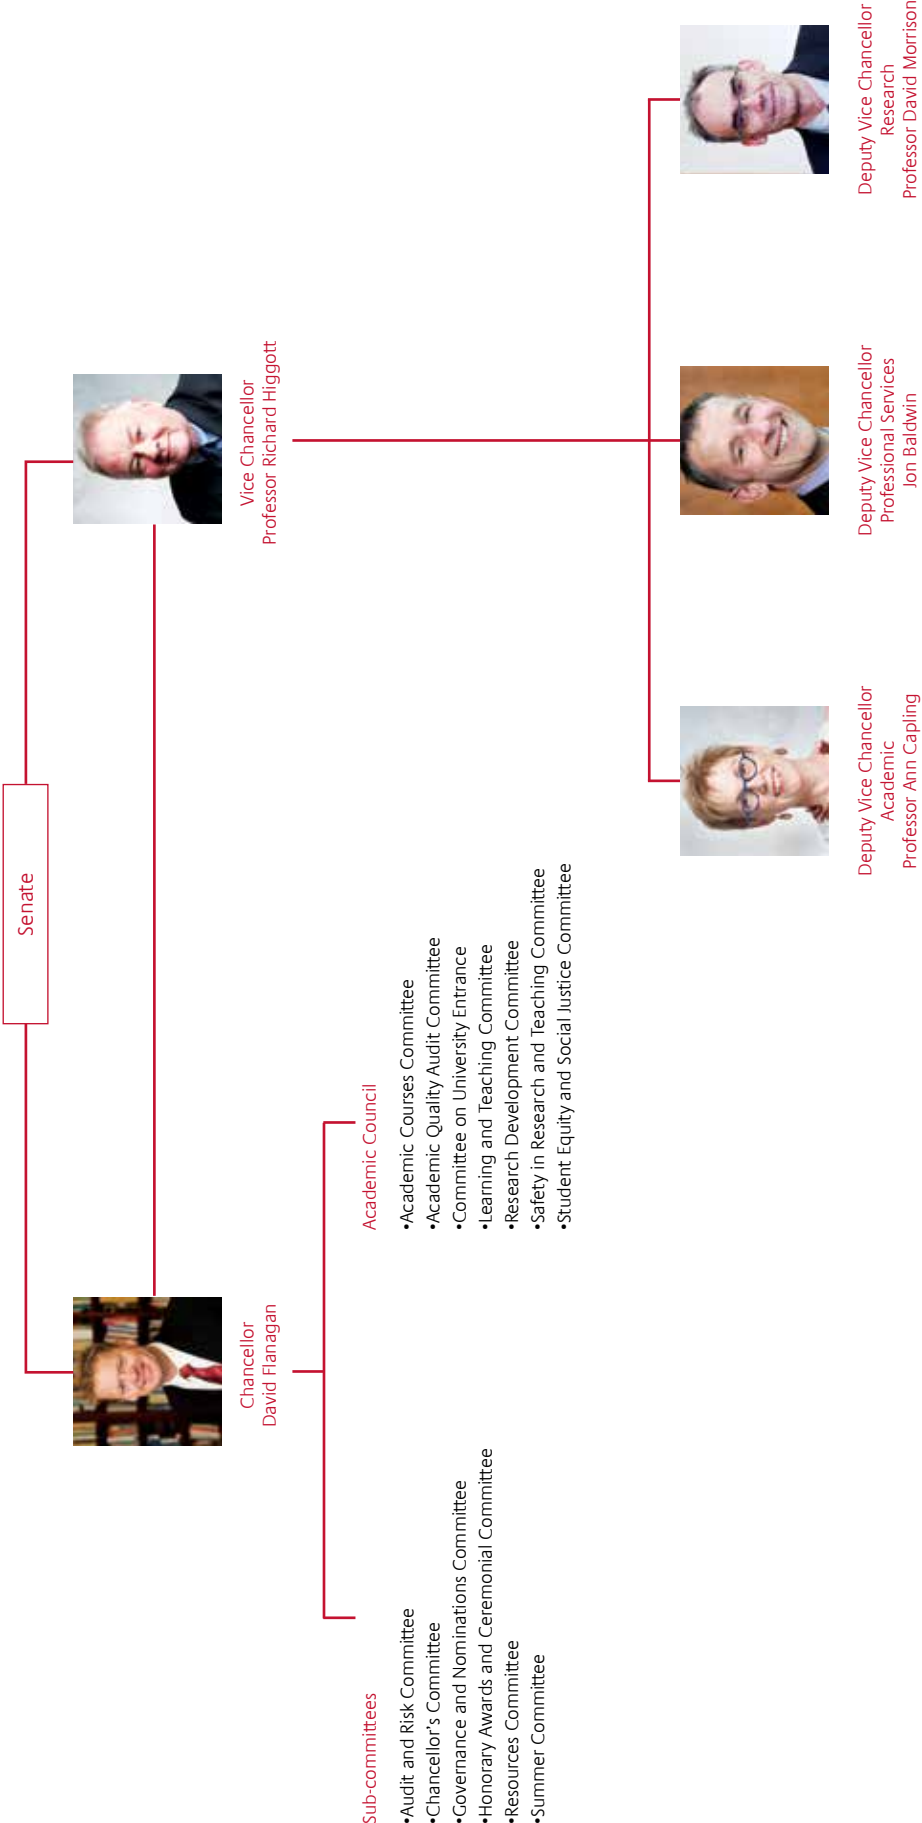 Senate
Chancellor
David Flanagan
Vice Chancellor
Professor Richard Higgott
Sub-committees
•Audit and Risk Committee
•Chancellor's Committee
•Governance and Nominations Committee
•Honorary Awards and Ceremonial Committee
•Resources Committee
•Summer Committee
Academic Council
•Academic Courses Committee
•Academic Quality Audit Committee
•Committee on University Entrance
•Learning and Teaching Committee
•Research Development Committee
•Safety in Research and Teaching Committee
•Student Equity and Social Justice Committee
Deputy Vice Chancellor
Academic
Professor Ann Capling
Deputy Vice Chancellor
Professional Services
Jon Baldwin
Deputy Vice Chancellor
Research
Professor David Morrison